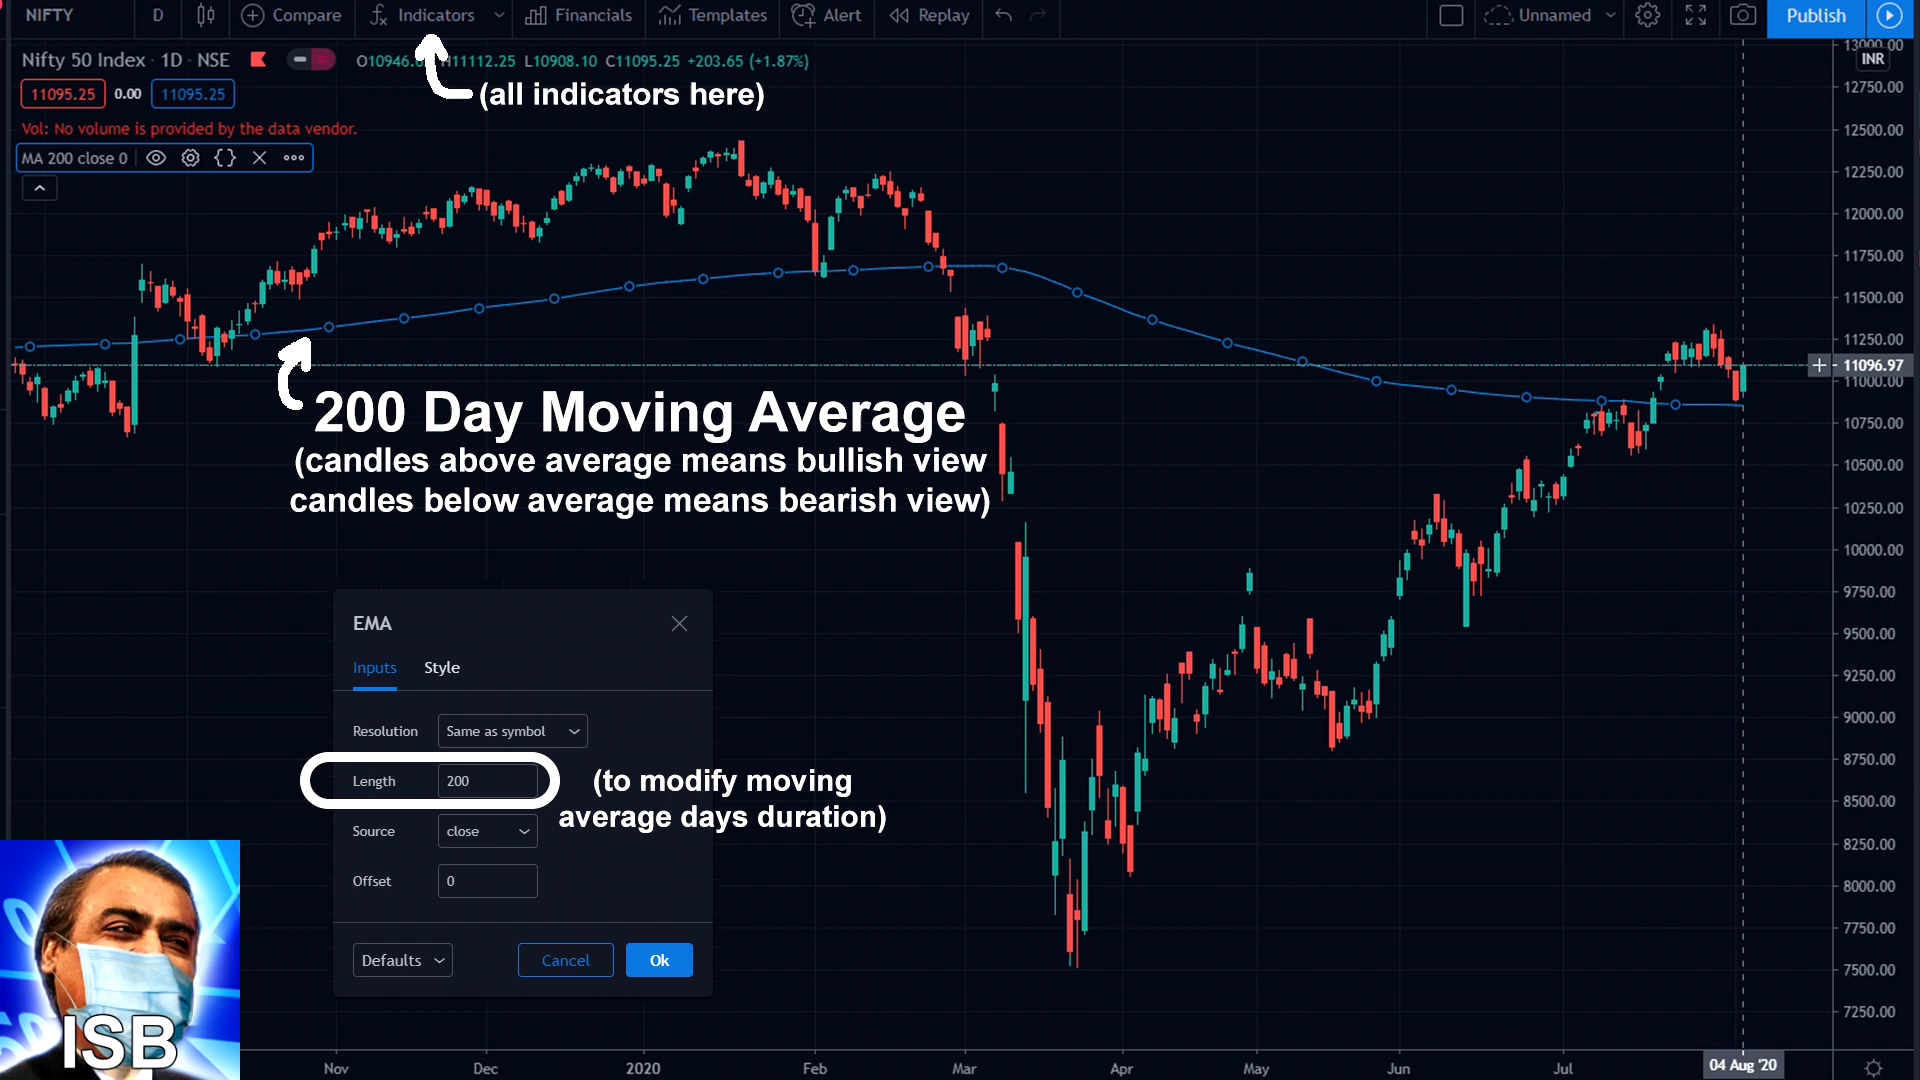 NIFTY
D
Compare
Indicators
Financials
Templates
Alert
Replay
Unnamed
Publish
Nifty 50 Index · 1D · NSE
H11112.25 L10908.10 C11095.25 +203.65 (+1.87%)
INR
11095.25 0.00 11095.25
(all indicators here)
Vol: No volume is provided by the data vendor.
MA 200 close 0
200 Day Moving Average
(candles above average means bullish view
candles below average means bearish view)
EMA
Inputs
Style
Resolution
Same as symbol
Length
200
(to modify moving
average days duration)
Source
close
Offset
0
Defaults
Cancel
Ok
ISB
13000.00
12750.00
12500.00
12250.00
12000.00
11750.00
11500.00
11250.00
11096.97
11000.00
10750.00
10500.00
10250.00
10000.00
9750.00
9500.00
9250.00
9000.00
8750.00
8500.00
8250.00
8000.00
7750.00
7500.00
7250.00
Nov
Dec
2020
Feb
Mar
Apr
May
Jun
Jul
04 Aug '20